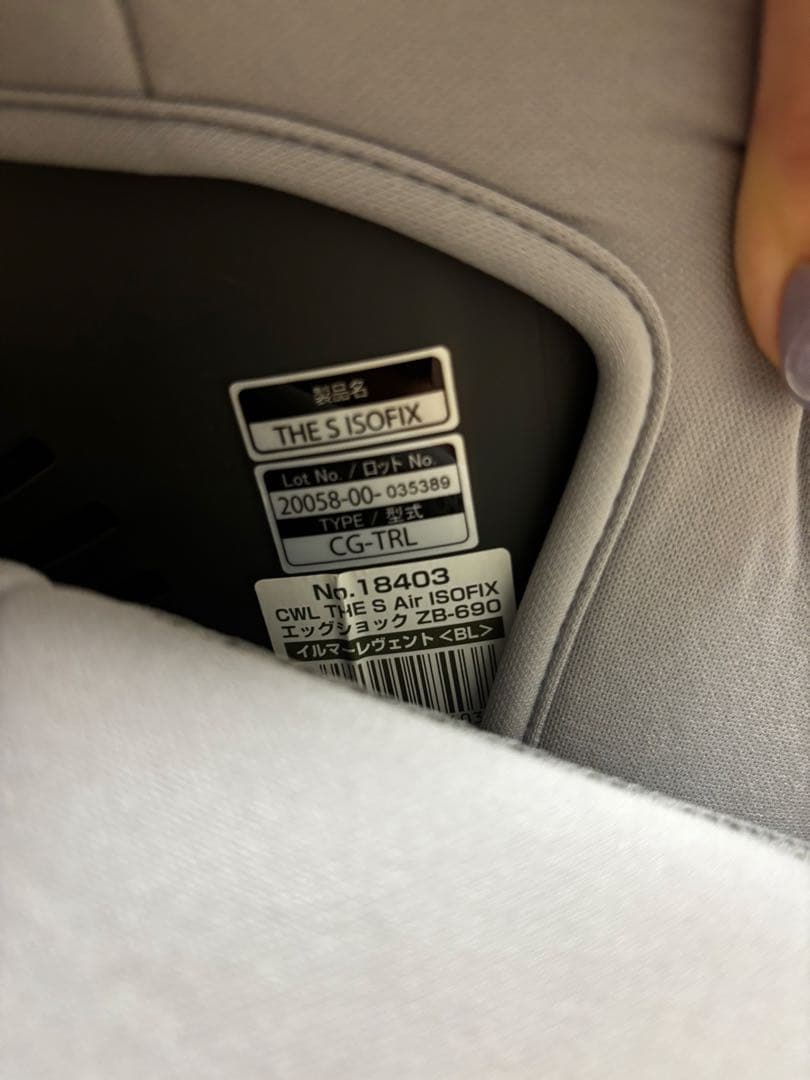 製品名
THE S ISOFIX
Lot No. / ロット No.
20058-00- 035389
TYPE / 型式
CG-TRL
No.18403
CWL THE S Air ISOFIX
エッグショック ZB-690
イルマーレヴェント<BL>